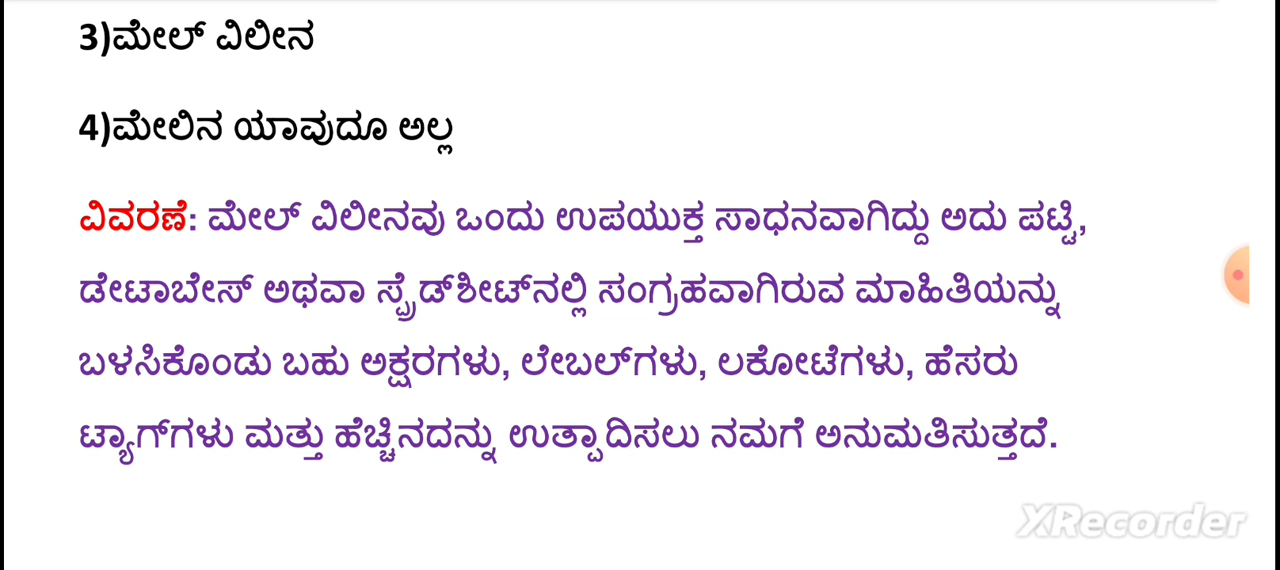 3)ಮೇಲ್ ವಿಲೀನ
4)ಮೇಲಿನ ಯಾವುದೂ ಅಲ್ಲ
ವಿವರಣೆ: ಮೇಲ್ ವಿಲೀನವು ಒಂದು ಉಪಯುಕ್ತ ಸಾಧನವಾಗಿದ್ದು ಅದು ಪಟ್ಟಿ,
ಡೇಟಾಬೇಸ್ ಅಥವಾ ಸ್ಪ್ರೆಡ್‌ಶೀಟ್‌ನಲ್ಲಿ ಸಂಗ್ರಹವಾಗಿರುವ ಮಾಹಿತಿಯನ್ನು
ಬಳಸಿಕೊಂಡು ಬಹು ಅಕ್ಷರಗಳು, ಲೇಬಲ್‌ಗಳು, ಲಕೋಟೆಗಳು, ಹೆಸರು
ಟ್ಯಾಗ್‌ಗಳು ಮತ್ತು ಹೆಚ್ಚಿನದನ್ನು ಉತ್ಪಾದಿಸಲು ನಮಗೆ ಅನುಮತಿಸುತ್ತದೆ.
XRecorder